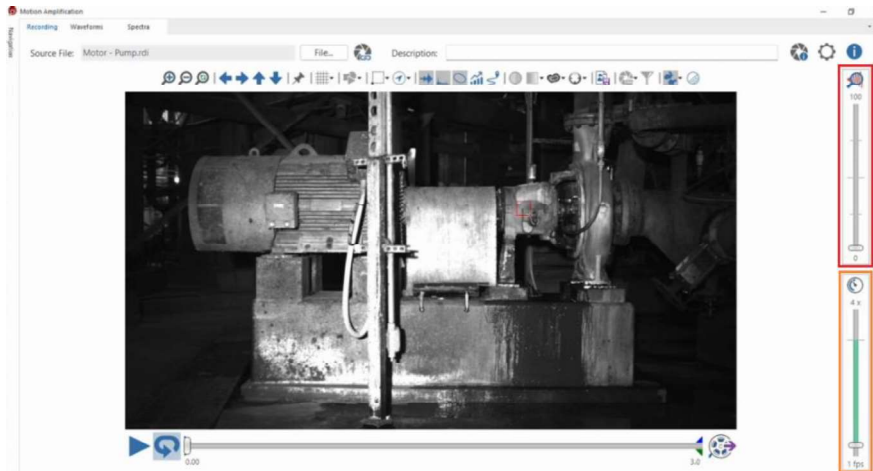 Motion Amplification
Recording Waveforms Spectra
Navigation
Source File: Motor - Pump.rdi File... Description:
100
0
4 x
1 fps
0.00 3.0